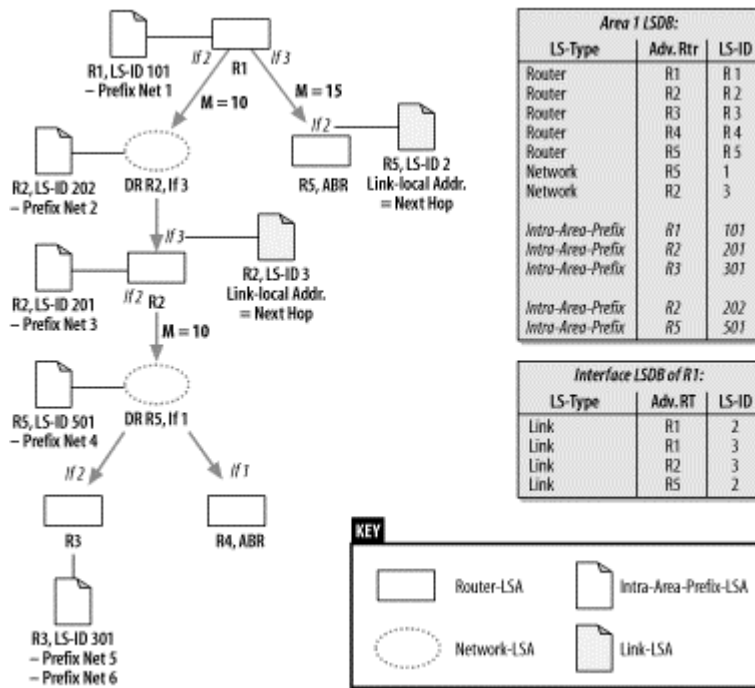 If 2
If 3
R1
R1, LS-ID 101
– Prefix Net 1
M = 10
M = 15
If 2
R5, ABR
R5, LS-ID 2
Link-local Addr.
= Next Hop
R2, LS-ID 202
– Prefix Net 2
DR R2, If 3
If 3
R2, LS-ID 3
Link-local Addr.
= Next Hop
If 2
R2
R2, LS-ID 201
– Prefix Net 3
M = 10
R5, LS-ID 501
– Prefix Net 4
DR R5, If 1
If 2
If 1
R3
R4, ABR
R3, LS-ID 301
– Prefix Net 5
– Prefix Net 6
Area 1 LSDB:
LS-Type Adv. Rtr LS-ID
Router R1 R 1
Router R2 R 2
Router R3 R 3
Router R4 R 4
Router R5 R 5
Network R5 1
Network R2 3
Intra-Area-Prefix R1 101
Intra-Area-Prefix R2 201
Intra-Area-Prefix R3 301
Intra-Area-Prefix R2 202
Intra-Area-Prefix R5 501
Interface LSDB of R1:
LS-Type Adv. RT LS-ID
Link R1 2
Link R1 3
Link R2 3
Link R5 2
KEY
Router-LSA
Intra-Area-Prefix-LSA
Network-LSA
Link-LSA